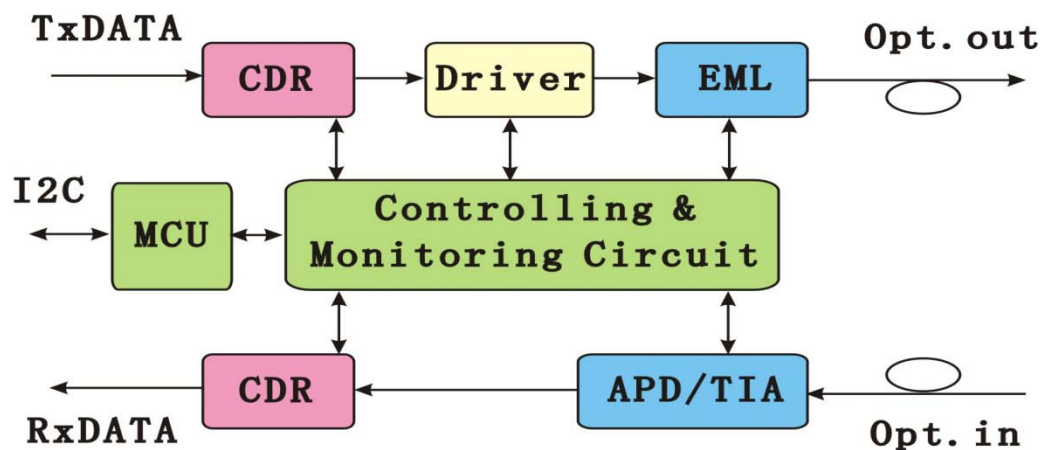 TxDATA
Opt. out
CDR
Driver
EML
I2C
MCU
Controlling &
Monitoring Circuit
CDR
APD/TIA
RxDATA
Opt. in